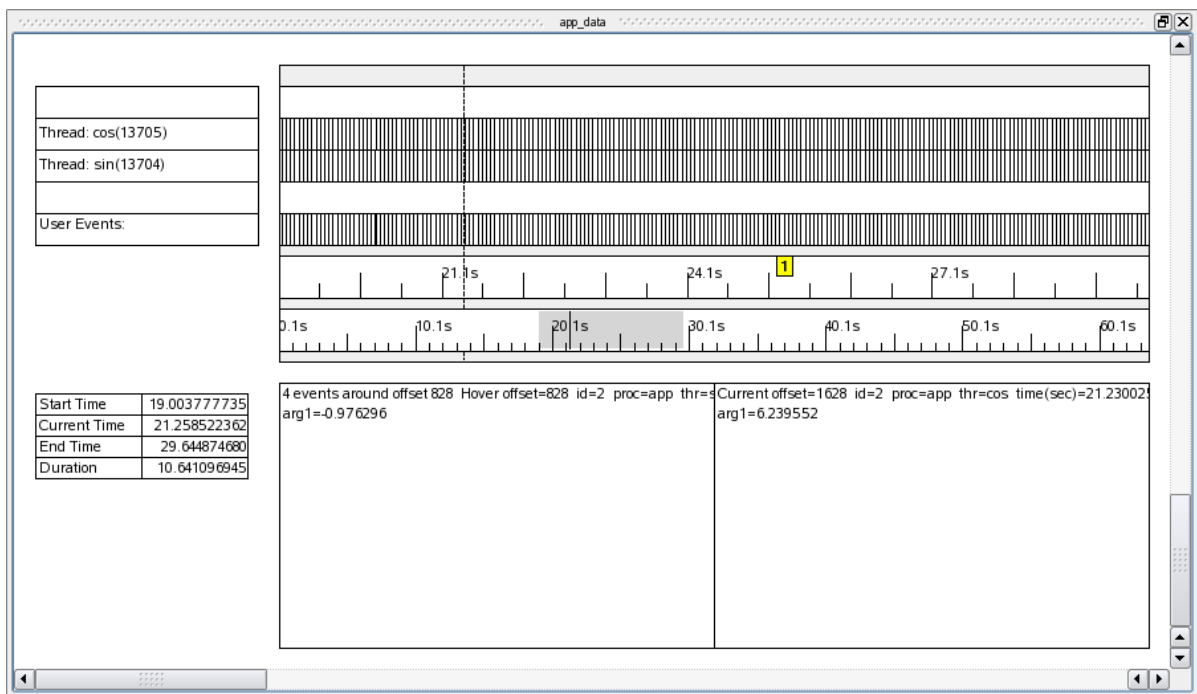 app_data
Thread: cos(13705)
Thread: sin(13704)
User Events:
21.1s 24.1s 1 27.1s
0.1s 10.1s 20.1s 30.1s 40.1s 50.1s 60.1s
Start Time 19.003777735
Current Time 21.258522362
End Time 29.644874680
Duration 10.641096945
4 events around offset 828 Hover offset=828 id=2 proc=app thr=s
arg1=-0.976296
Current offset=1628 id=2 proc=app thr=cos time(sec)=21.230025
arg1=6.239552